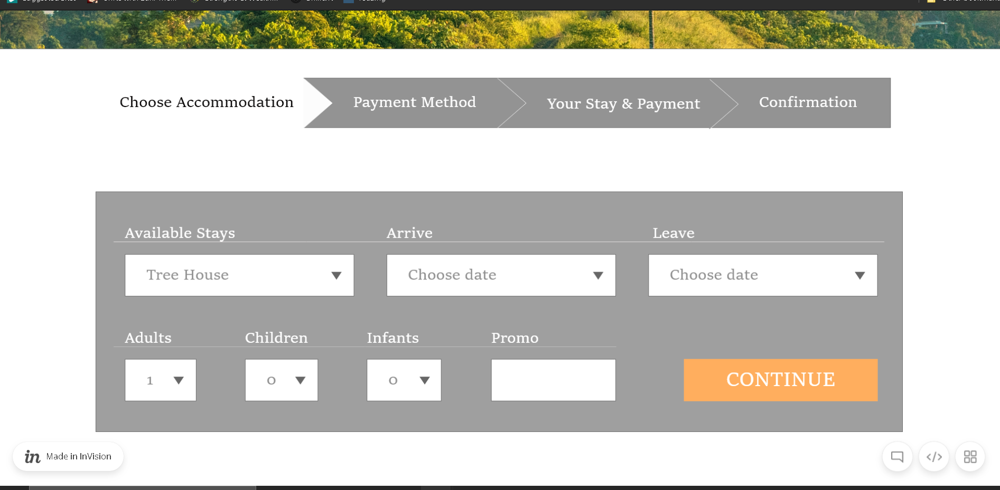 Choose Accommodation
Payment Method
Your Stay & Payment
Confirmation
Available Stays
Arrive
Leave
Tree House
Choose date
Choose date
Adults
Children
Infants
Promo
1
0
0
CONTINUE
in Made in InVision